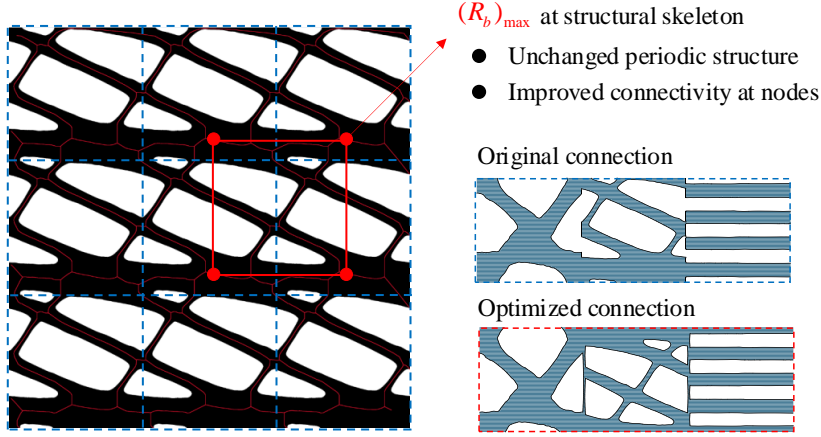 (R_b)_max at structural skeleton
● Unchanged periodic structure
● Improved connectivity at nodes
Original connection
Optimized connection